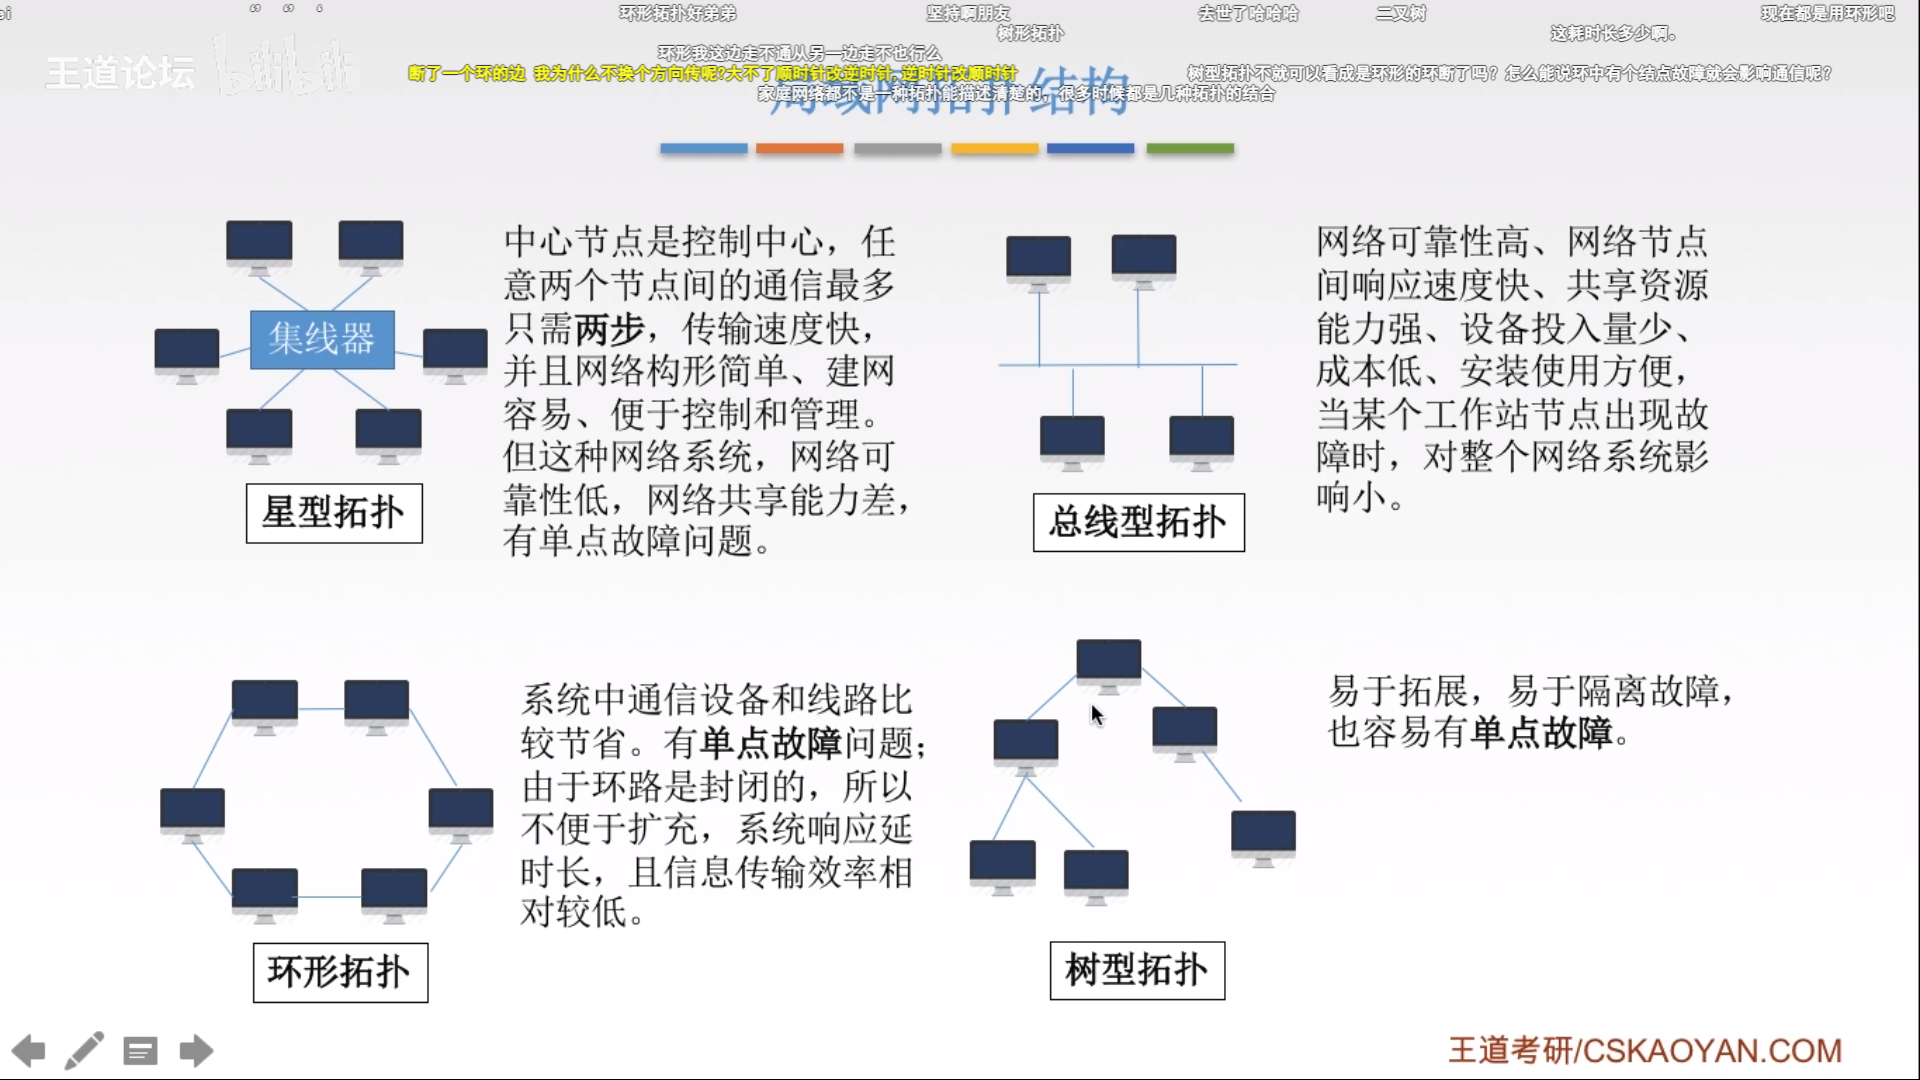 环形拓扑好弟弟
坚持啊朋友
去世了哈哈哈
二叉树
现在都是用环形吧
树形拓扑
这耗时长多少啊。
环形我这边走不通从另一边走不也行么
王道论坛
bilibili
断了一个环的边 我为什么不换个方向传呢?大不了顺时针改逆时针, 逆时针改顺时针
树型拓扑不就可以看成是环形的环断了吗？怎么能说环中有个结点故障就会影响通信呢？
家庭网络都不是一种拓扑能描述清楚的，很多时候都是几种拓扑的结合
局域网拓扑结构
集线器
星型拓扑
中心节点是控制中心，任
意两个节点间的通信最多
只需两步，传输速度快，
并且网络构形简单、建网
容易、便于控制和管理。
但这种网络系统，网络可
靠性低，网络共享能力差，
有单点故障问题。
总线型拓扑
网络可靠性高、网络节点
间响应速度快、共享资源
能力强、设备投入量少、
成本低、安装使用方便，
当某个工作站节点出现故
障时，对整个网络系统影
响小。
环形拓扑
系统中通信设备和线路比
较节省。有单点故障问题；
由于环路是封闭的，所以
不便于扩充，系统响应延
时长，且信息传输效率相
对较低。
树型拓扑
易于拓展，易于隔离故障，
也容易有单点故障。
王道考研/CSKAOYAN.COM